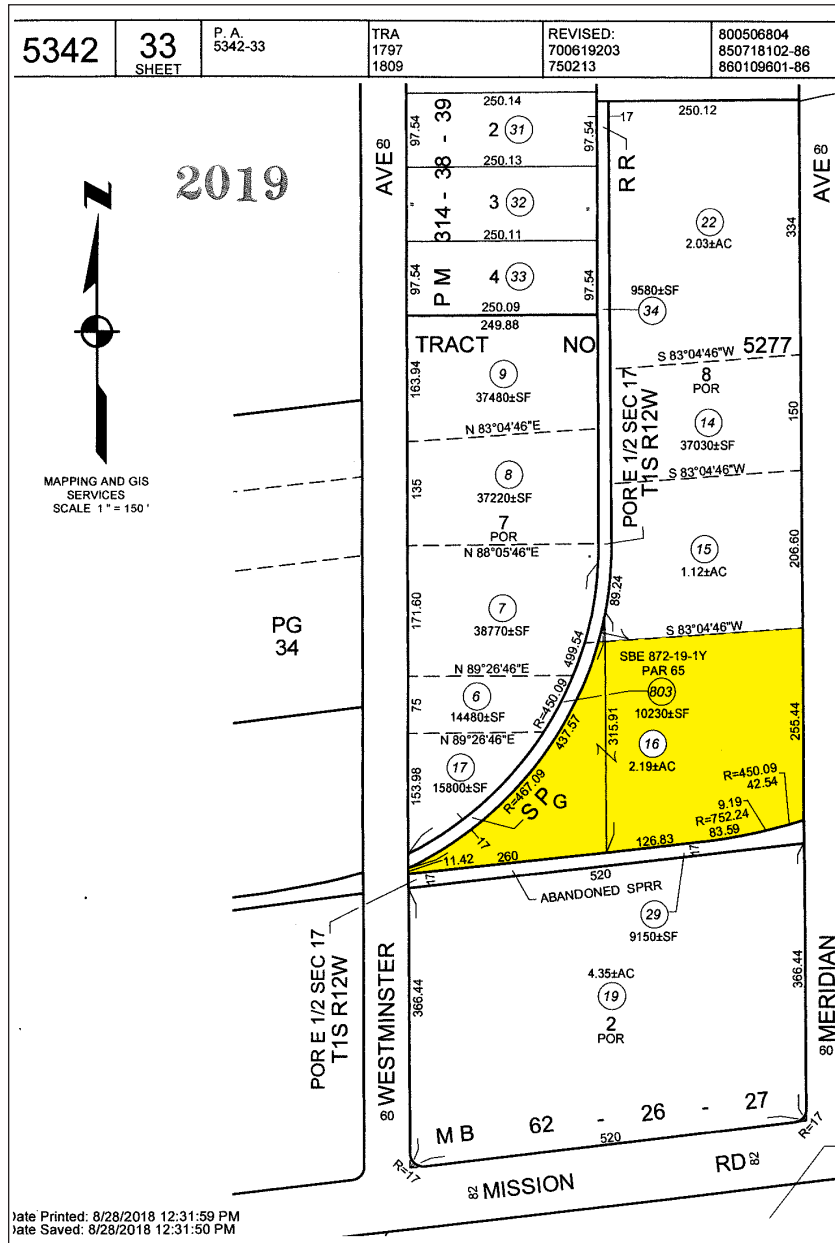 5342
33
SHEET
P. A.
5342-33
TRA
1797
1809
REVISED:
700619203
750213
800506804
850718102-86
860109601-86
2019
N
MAPPING AND GIS
SERVICES
SCALE 1 " = 150 '
AVE 60
AVE 60
250.14
97.54
2 31
97.54
17
250.12
250.13
R R
P M 314 - 38 - 39
"
3 32
"
22
2.03±AC
334
250.11
97.54
4 33
97.54
9580±SF
34
250.09
249.88
TRACT NO 5277
S 83°04'46"W
163.94
9
37480±SF
8
POR
N 83°04'46"E
14
37030±SF
150
POR E 1/2 SEC 17
T1S R12W
S 83°04'46"W
135
8
37220±SF
7
POR
N 88°05'46"E
15
1.12±AC
206.60
89.24
171.60
7
38770±SF
499.54
S 83°04'46"W
PG
34
N 89°26'46"E
SBE 872-19-1Y
PAR 65
803
10230±SF
75
6
14480±SF
R=450.09
437.57
315.91
255.44
N 89°26'46"E
16
2.19±AC
153.98
17
15800±SF
R=467.09
S P G
R=450.09
42.54
9.19
R=752.24
83.59
17
11.42
260
126.83
17
17
520
ABANDONED SPRR
29
9150±SF
POR E 1/2 SEC 17
T1S R12W
60 WESTMINSTER
366.44
4.35±AC
19
2
POR
366.44
60 MERIDIAN
M B 62 - 26 - 27
520
R=17
R=17
82 MISSION RD 82
Date Printed: 8/28/2018 12:31:59 PM
Date Saved: 8/28/2018 12:31:50 PM